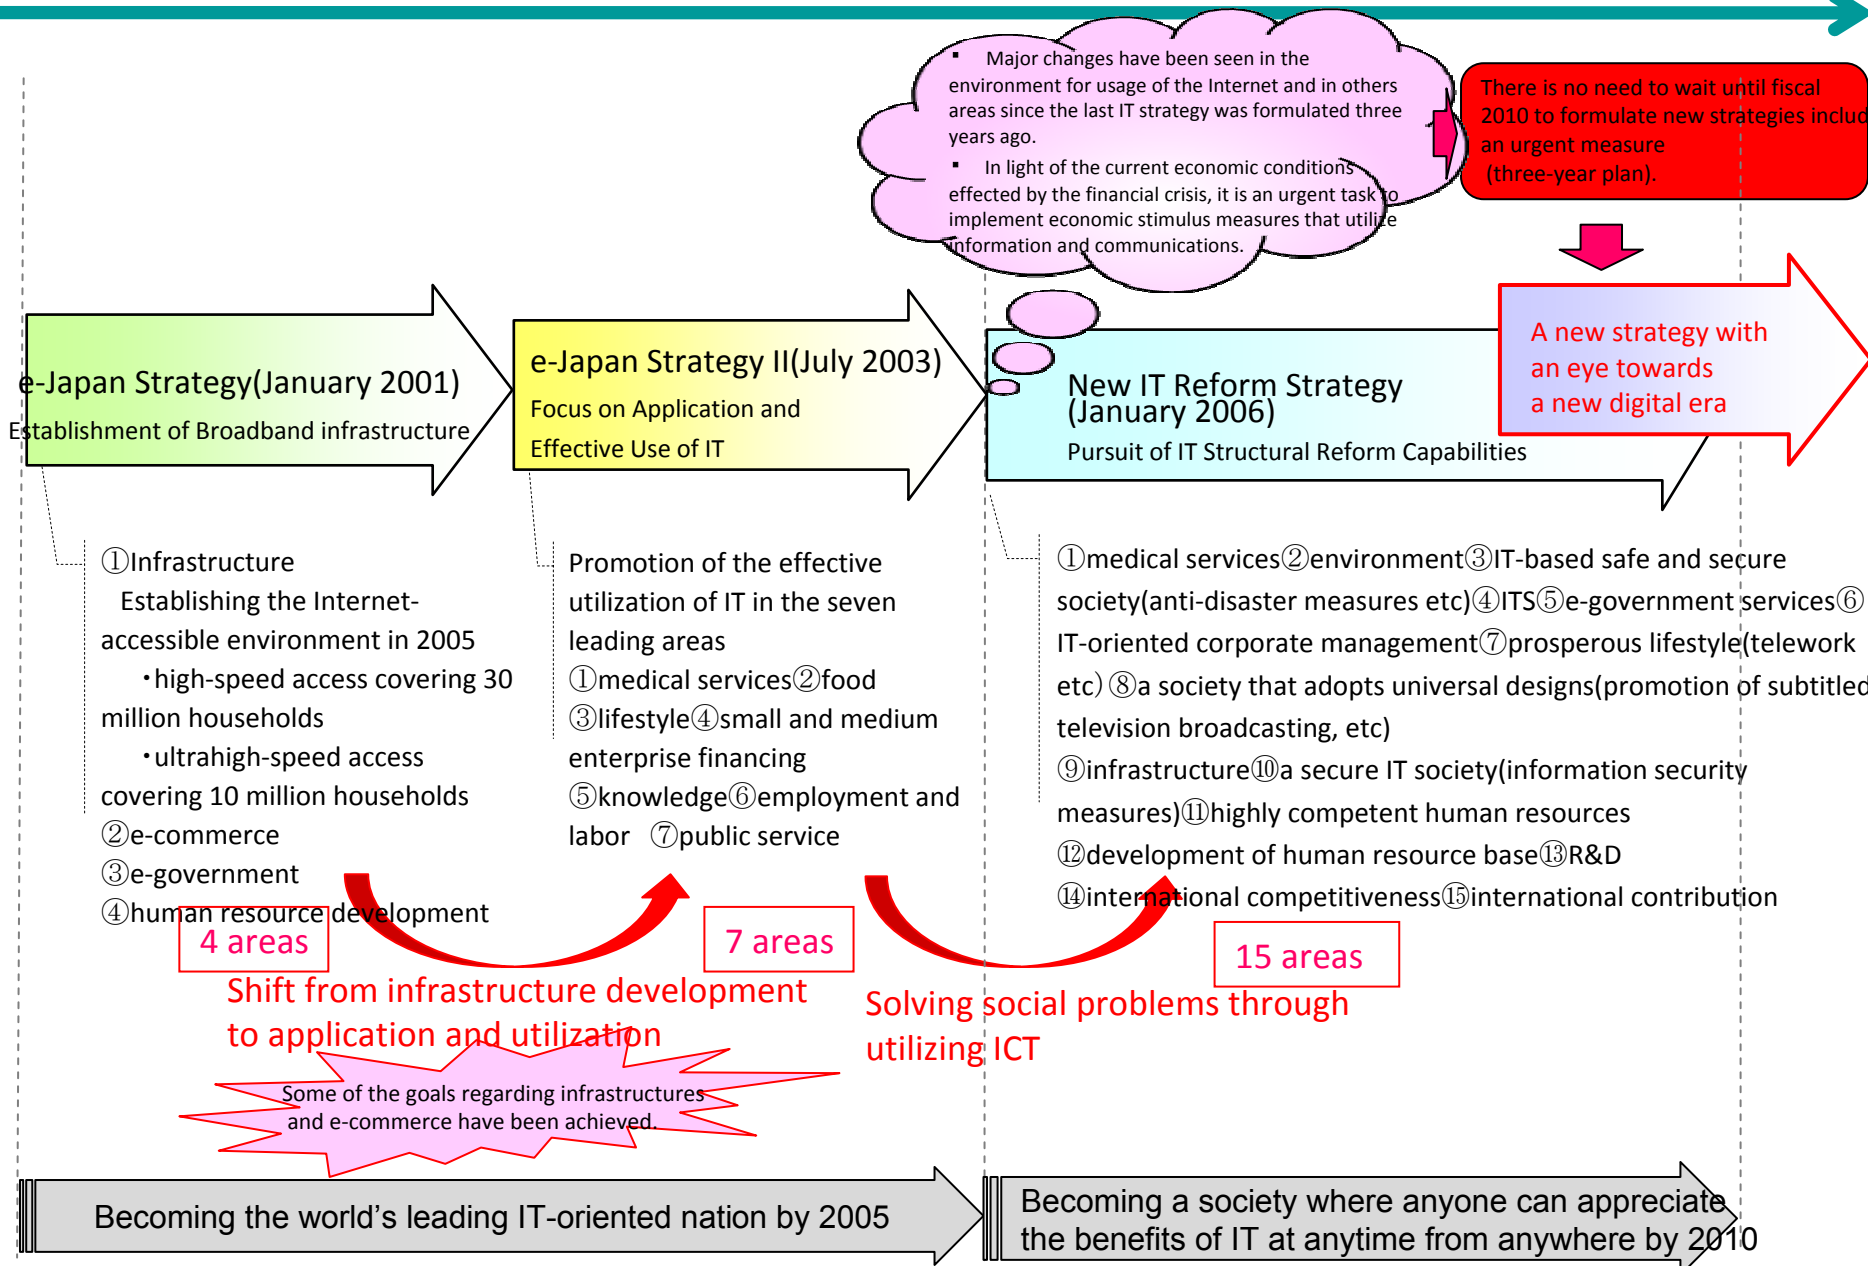 ▪ Major changes have been seen in the
environment for usage of the Internet and in others
areas since the last IT strategy was formulated three
years ago.
▪ In light of the current economic conditions
effected by the financial crisis, it is an urgent task to
implement economic stimulus measures that utilize
information and communications.
There is no need to wait until fiscal
2010 to formulate new strategies includ
an urgent measure
(three-year plan).
e-Japan Strategy(January 2001)
Establishment of Broadband infrastructure
e-Japan Strategy II(July 2003)
Focus on Application and
Effective Use of IT
New IT Reform Strategy
(January 2006)
Pursuit of IT Structural Reform Capabilities
A new strategy with
an eye towards
a new digital era
①Infrastructure
Establishing the Internet-
accessible environment in 2005
・high-speed access covering 30
million households
・ultrahigh-speed access
covering 10 million households
②e-commerce
③e-government
④human resource development
Promotion of the effective
utilization of IT in the seven
leading areas
①medical services②food
③lifestyle④small and medium
enterprise financing
⑤knowledge⑥employment and
labor ⑦public service
①medical services②environment③IT-based safe and secure
society(anti-disaster measures etc)④ITS⑤e-government services⑥
IT-oriented corporate management⑦prosperous lifestyle(telework
etc)⑧a society that adopts universal designs(promotion of subtitled
television broadcasting, etc)
⑨infrastructure⑩a secure IT society(information security
measures)⑪highly competent human resources
⑫development of human resource base⑬R&D
⑭international competitiveness⑮international contribution
4 areas
7 areas
15 areas
Shift from infrastructure development
to application and utilization
Solving social problems through
utilizing ICT
Some of the goals regarding infrastructures
and e-commerce have been achieved.
Becoming the world's leading IT-oriented nation by 2005
Becoming a society where anyone can appreciate
the benefits of IT at anytime from anywhere by 2010